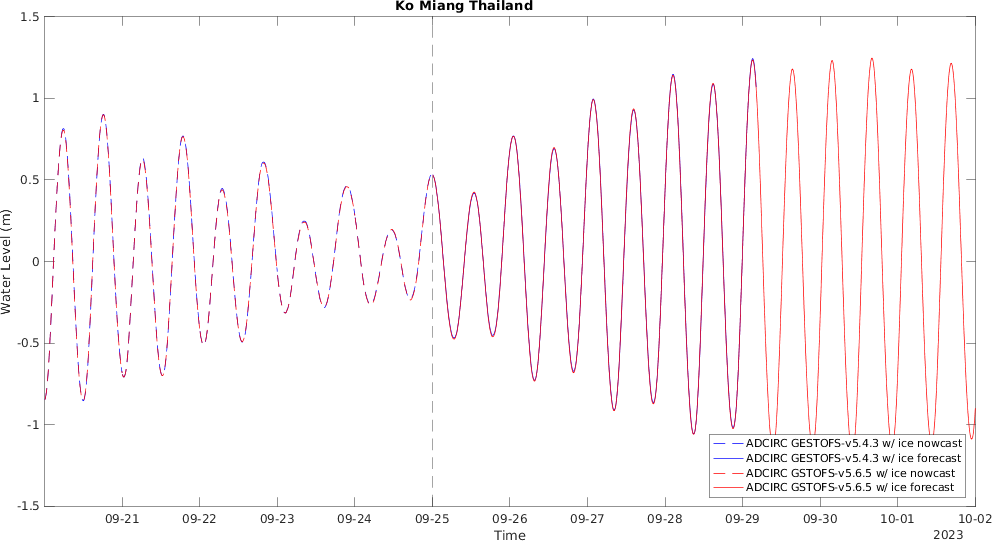 Ko Miang Thailand
1.5
1
0.5
0
-0.5
-1
-1.5
Water Level (m)
ADCIRC GESTOFS-v5.4.3 w/ ice nowcast
ADCIRC GESTOFS-v5.4.3 w/ ice forecast
ADCIRC GSTOFS-v5.6.5 w/ ice nowcast
ADCIRC GSTOFS-v5.6.5 w/ ice forecast
09-21 09-22 09-23 09-24 09-25 09-26 09-27 09-28 09-29 09-30 10-01 10-02
Time
2023